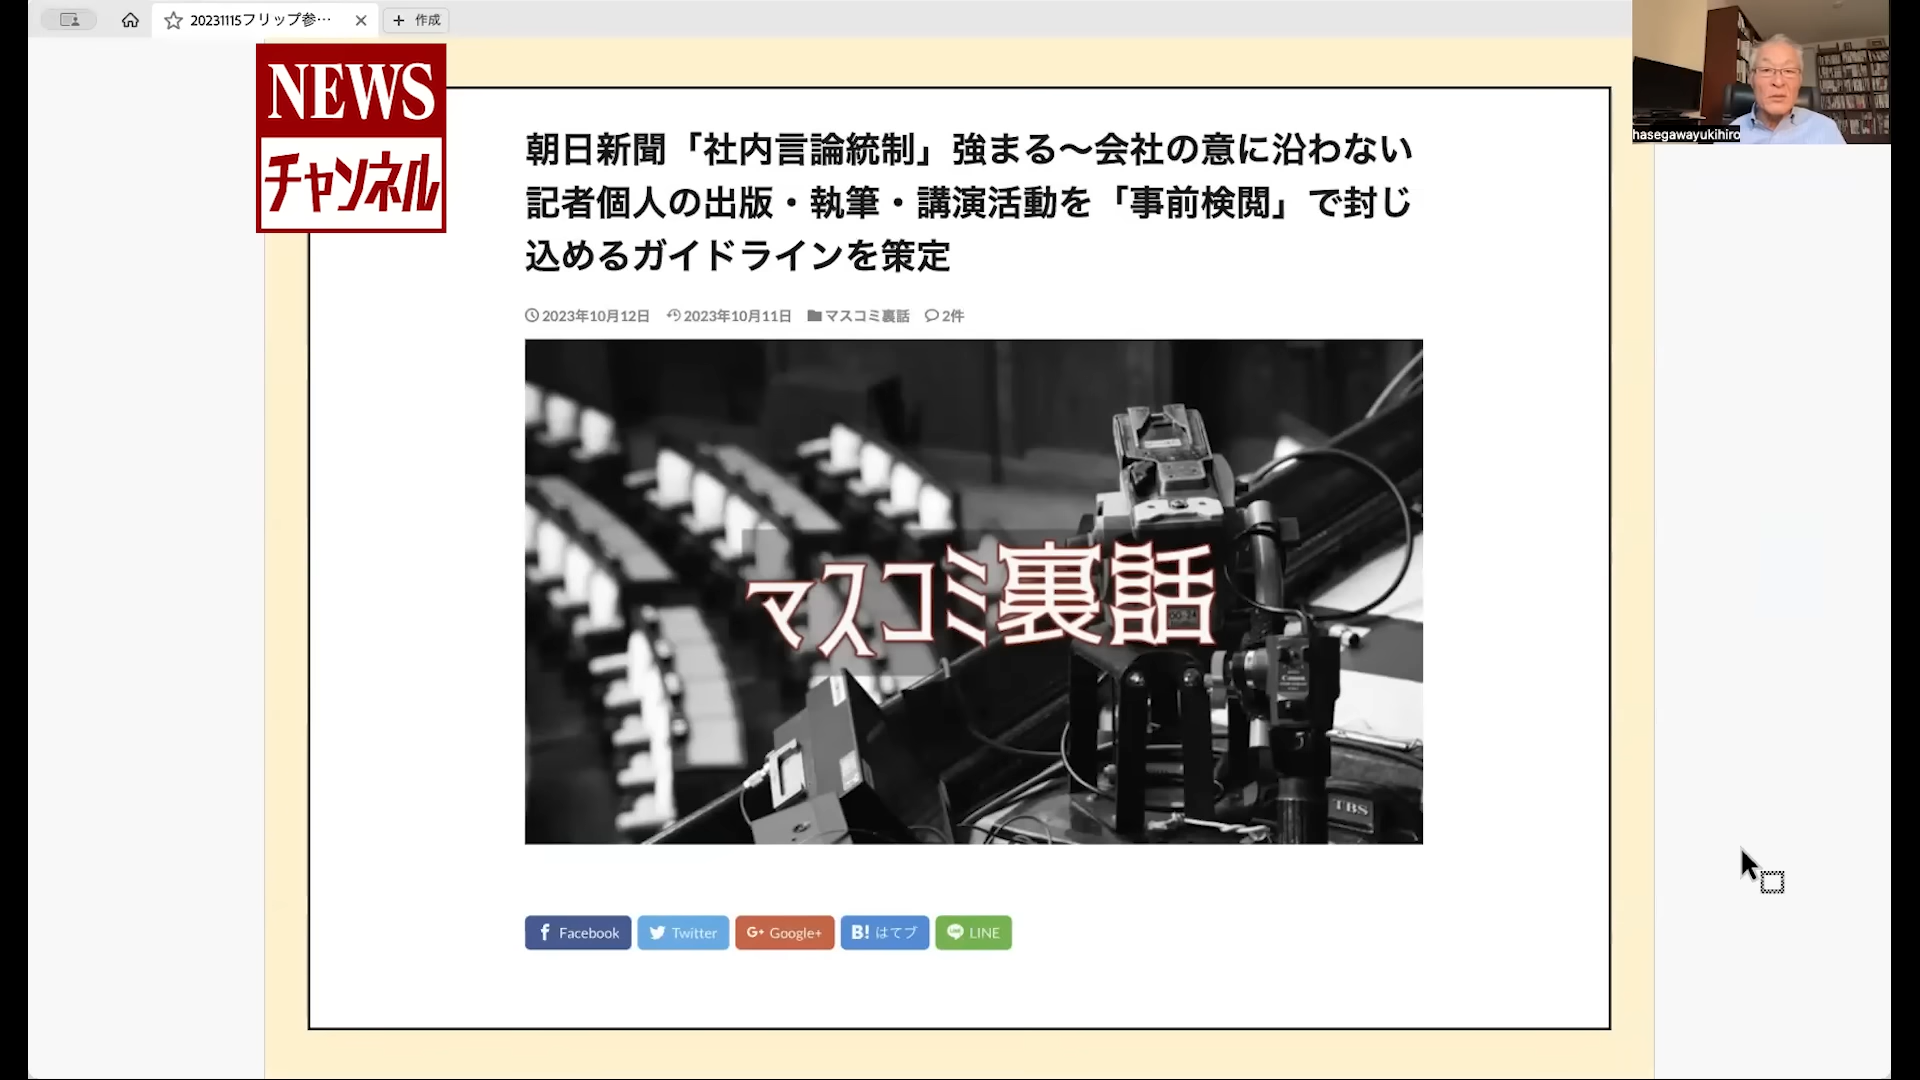 20231115フリップ参…
作成
NEWS
チャンネル
hasegawayukihiro
朝日新聞「社内言論統制」強まる〜会社の意に沿わない
記者個人の出版・執筆・講演活動を「事前検閲」で封じ
込めるガイドラインを策定
2023年10月12日 2023年10月11日 マスコミ裏話 2件
マスコミ裏話
Canon
TBS
Facebook Twitter G+ Google+ B! はてブ LINE